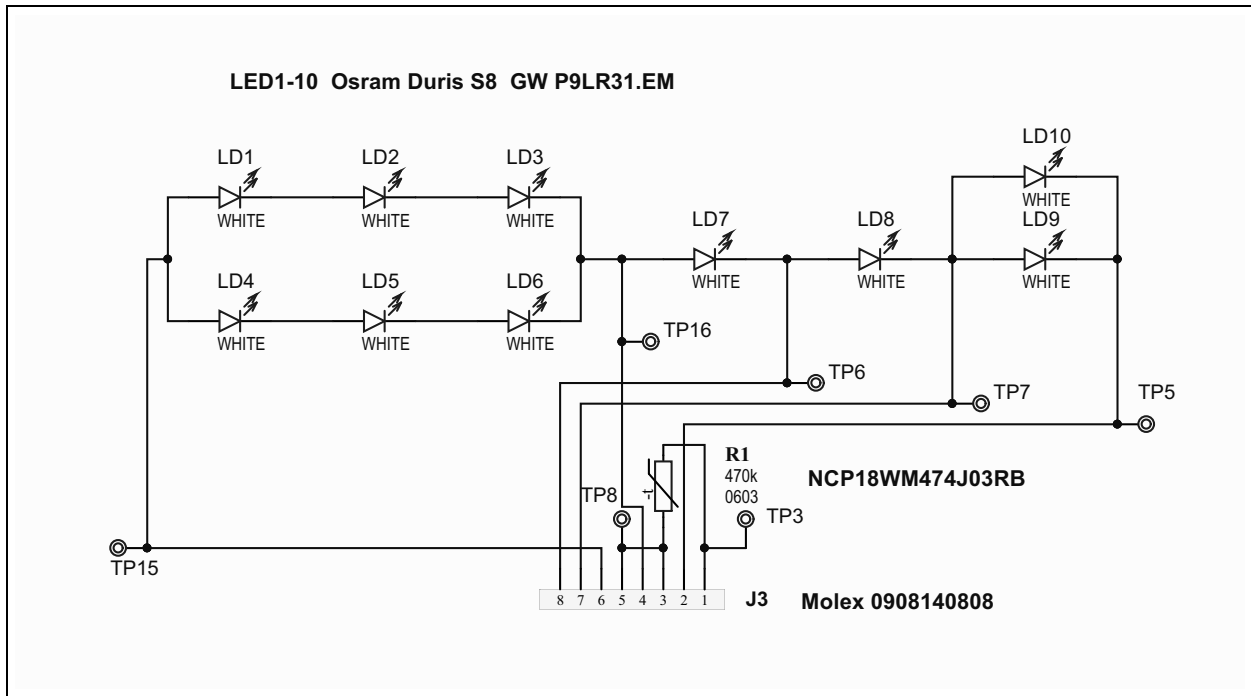 LED1-10 Osram Duris S8 GW P9LR31.EM
LD10
LD1 LD2 LD3
WHITE WHITE WHITE
WHITE
LD7 LD8 LD9
WHITE WHITE WHITE
LD4 LD5 LD6
WHITE WHITE WHITE
TP16
TP6
TP7
TP5
R1
470k
0603
NCP18WM474J03RB
-t
TP8
TP3
TP15
8 7 6 5 4 3 2 1
J3 Molex 0908140808